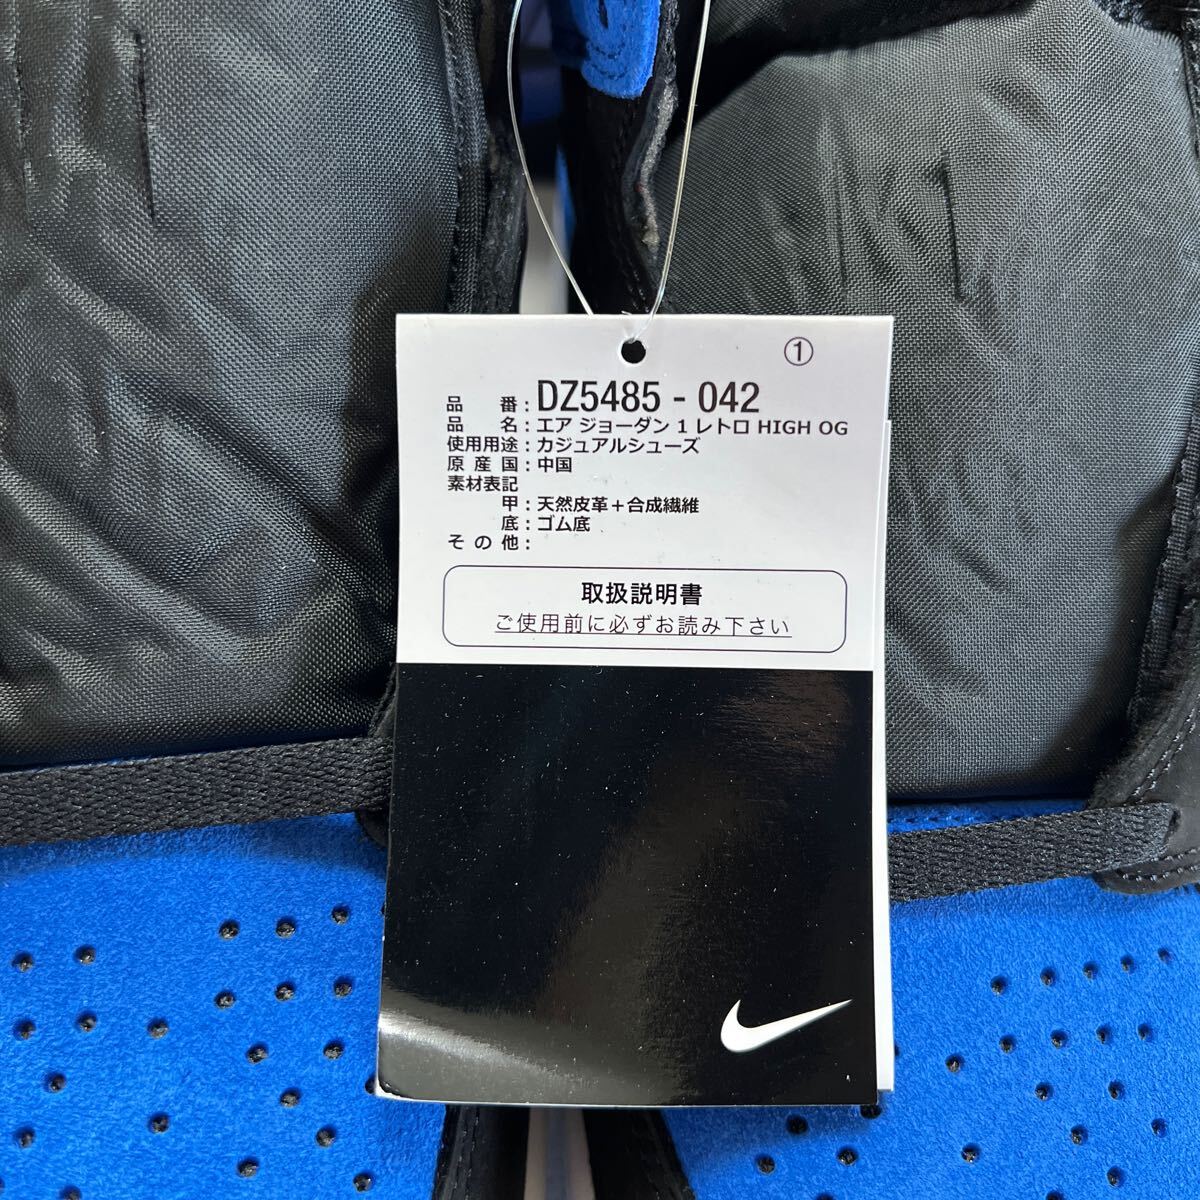 ①
品 番：DZ5485 - 042
品 名：エア ジョーダン 1 レトロ HIGH OG
使用用途：カジュアルシューズ
原 産 国：中国
素材表記
甲：天然皮革＋合成繊維
底：ゴム底
そ の 他：
取扱説明書
ご使用前に必ずお読み下さい